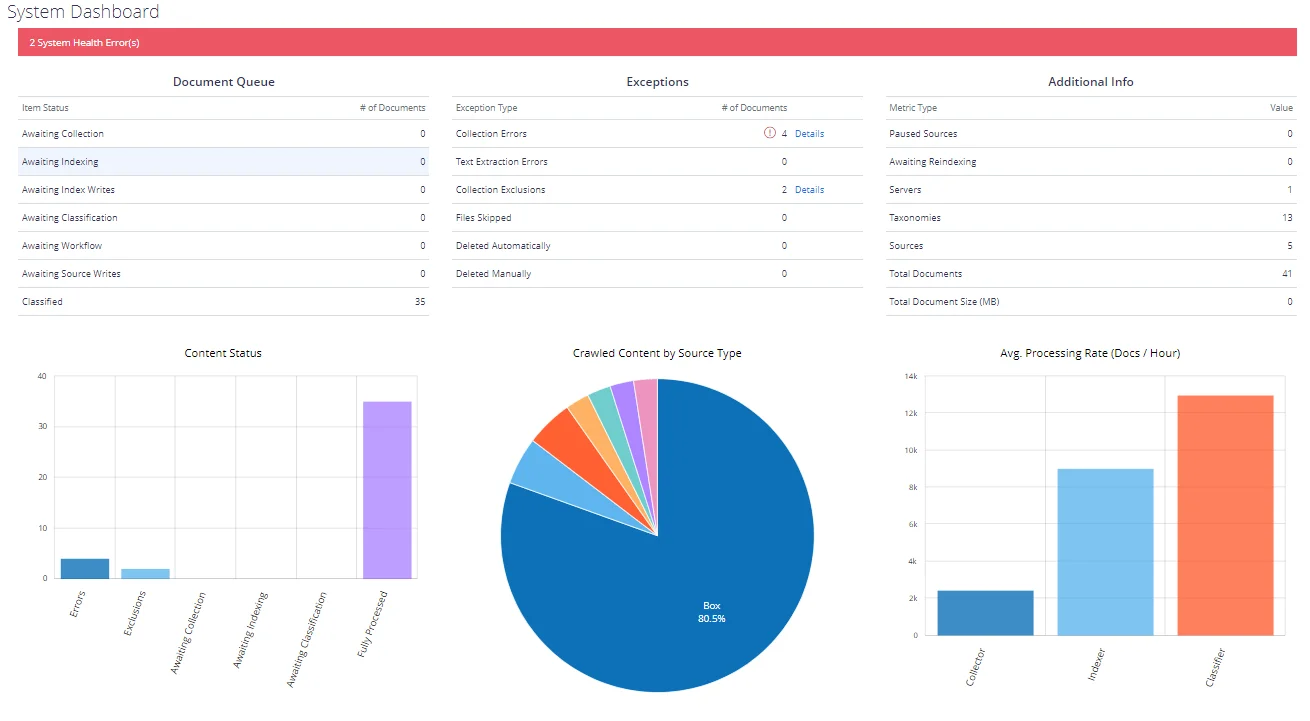 System Dashboard
2 System Health Error(s)
Document Queue
Item Status # of Documents
Awaiting Collection 0
Awaiting Indexing 0
Awaiting Index Writes 0
Awaiting Classification 0
Awaiting Workflow 0
Awaiting Source Writes 0
Classified 35
Exceptions
Exception Type # of Documents
Collection Errors 4 Details
Text Extraction Errors 0
Collection Exclusions 2 Details
Files Skipped 0
Deleted Automatically 0
Deleted Manually 0
Additional Info
Metric Type Value
Paused Sources 0
Awaiting Reindexing 0
Servers 1
Taxonomies 13
Sources 5
Total Documents 41
Total Document Size (MB) 0
Content Status
40
30
20
10
0
Errors
Exclusions
Awaiting Collection
Awaiting Indexing
Awaiting Classification
Fully Processed
Crawled Content by Source Type
Box
80.5%
Avg. Processing Rate (Docs / Hour)
14k
12k
10k
8k
6k
4k
2k
0
Collector
Indexer
Classifier